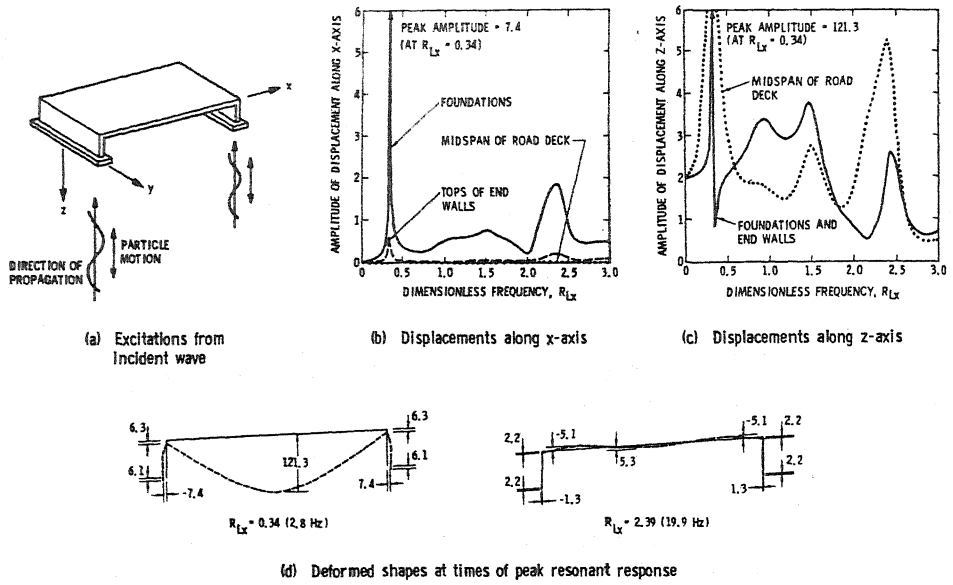 x
y
z
PARTICLE
MOTION
DIRECTION OF
PROPAGATION
(a) Excitations from
Incident wave
AMPLITUDE OF DISPLACEMENT ALONG X-AXIS
6
5
4
3
2
1
0
PEAK AMPLITUDE = 7.4
(AT RLx = 0.34)
FOUNDATIONS
MIDSPAN OF ROAD DECK
TOPS OF END
WALLS
0 0.5 1.0 1.5 2.0 2.5 3.0
DIMENSIONLESS FREQUENCY, RLx
(b) Displacements along x-axis
AMPLITUDE OF DISPLACEMENT ALONG Z-AXIS
6
5
4
3
2
1
0
PEAK AMPLITUDE = 121.3
(AT RLx = 0.34)
MIDSPAN OF ROAD
DECK
FOUNDATIONS AND
END WALLS
0 0.5 1.0 1.5 2.0 2.5 3.0
DIMENSIONLESS FREQUENCY, RLx
(c) Displacements along z-axis
6.3
6.1
-7.4
121.3
7.4
6.3
6.1
RLx = 0.34 (2.8 Hz)
2.2
2.2
-5.1
-1.3
5.3
-5.1
1.3
2.2
2.2
RLx = 2.39 (19.9 Hz)
(d) Deformed shapes at times of peak resonant response